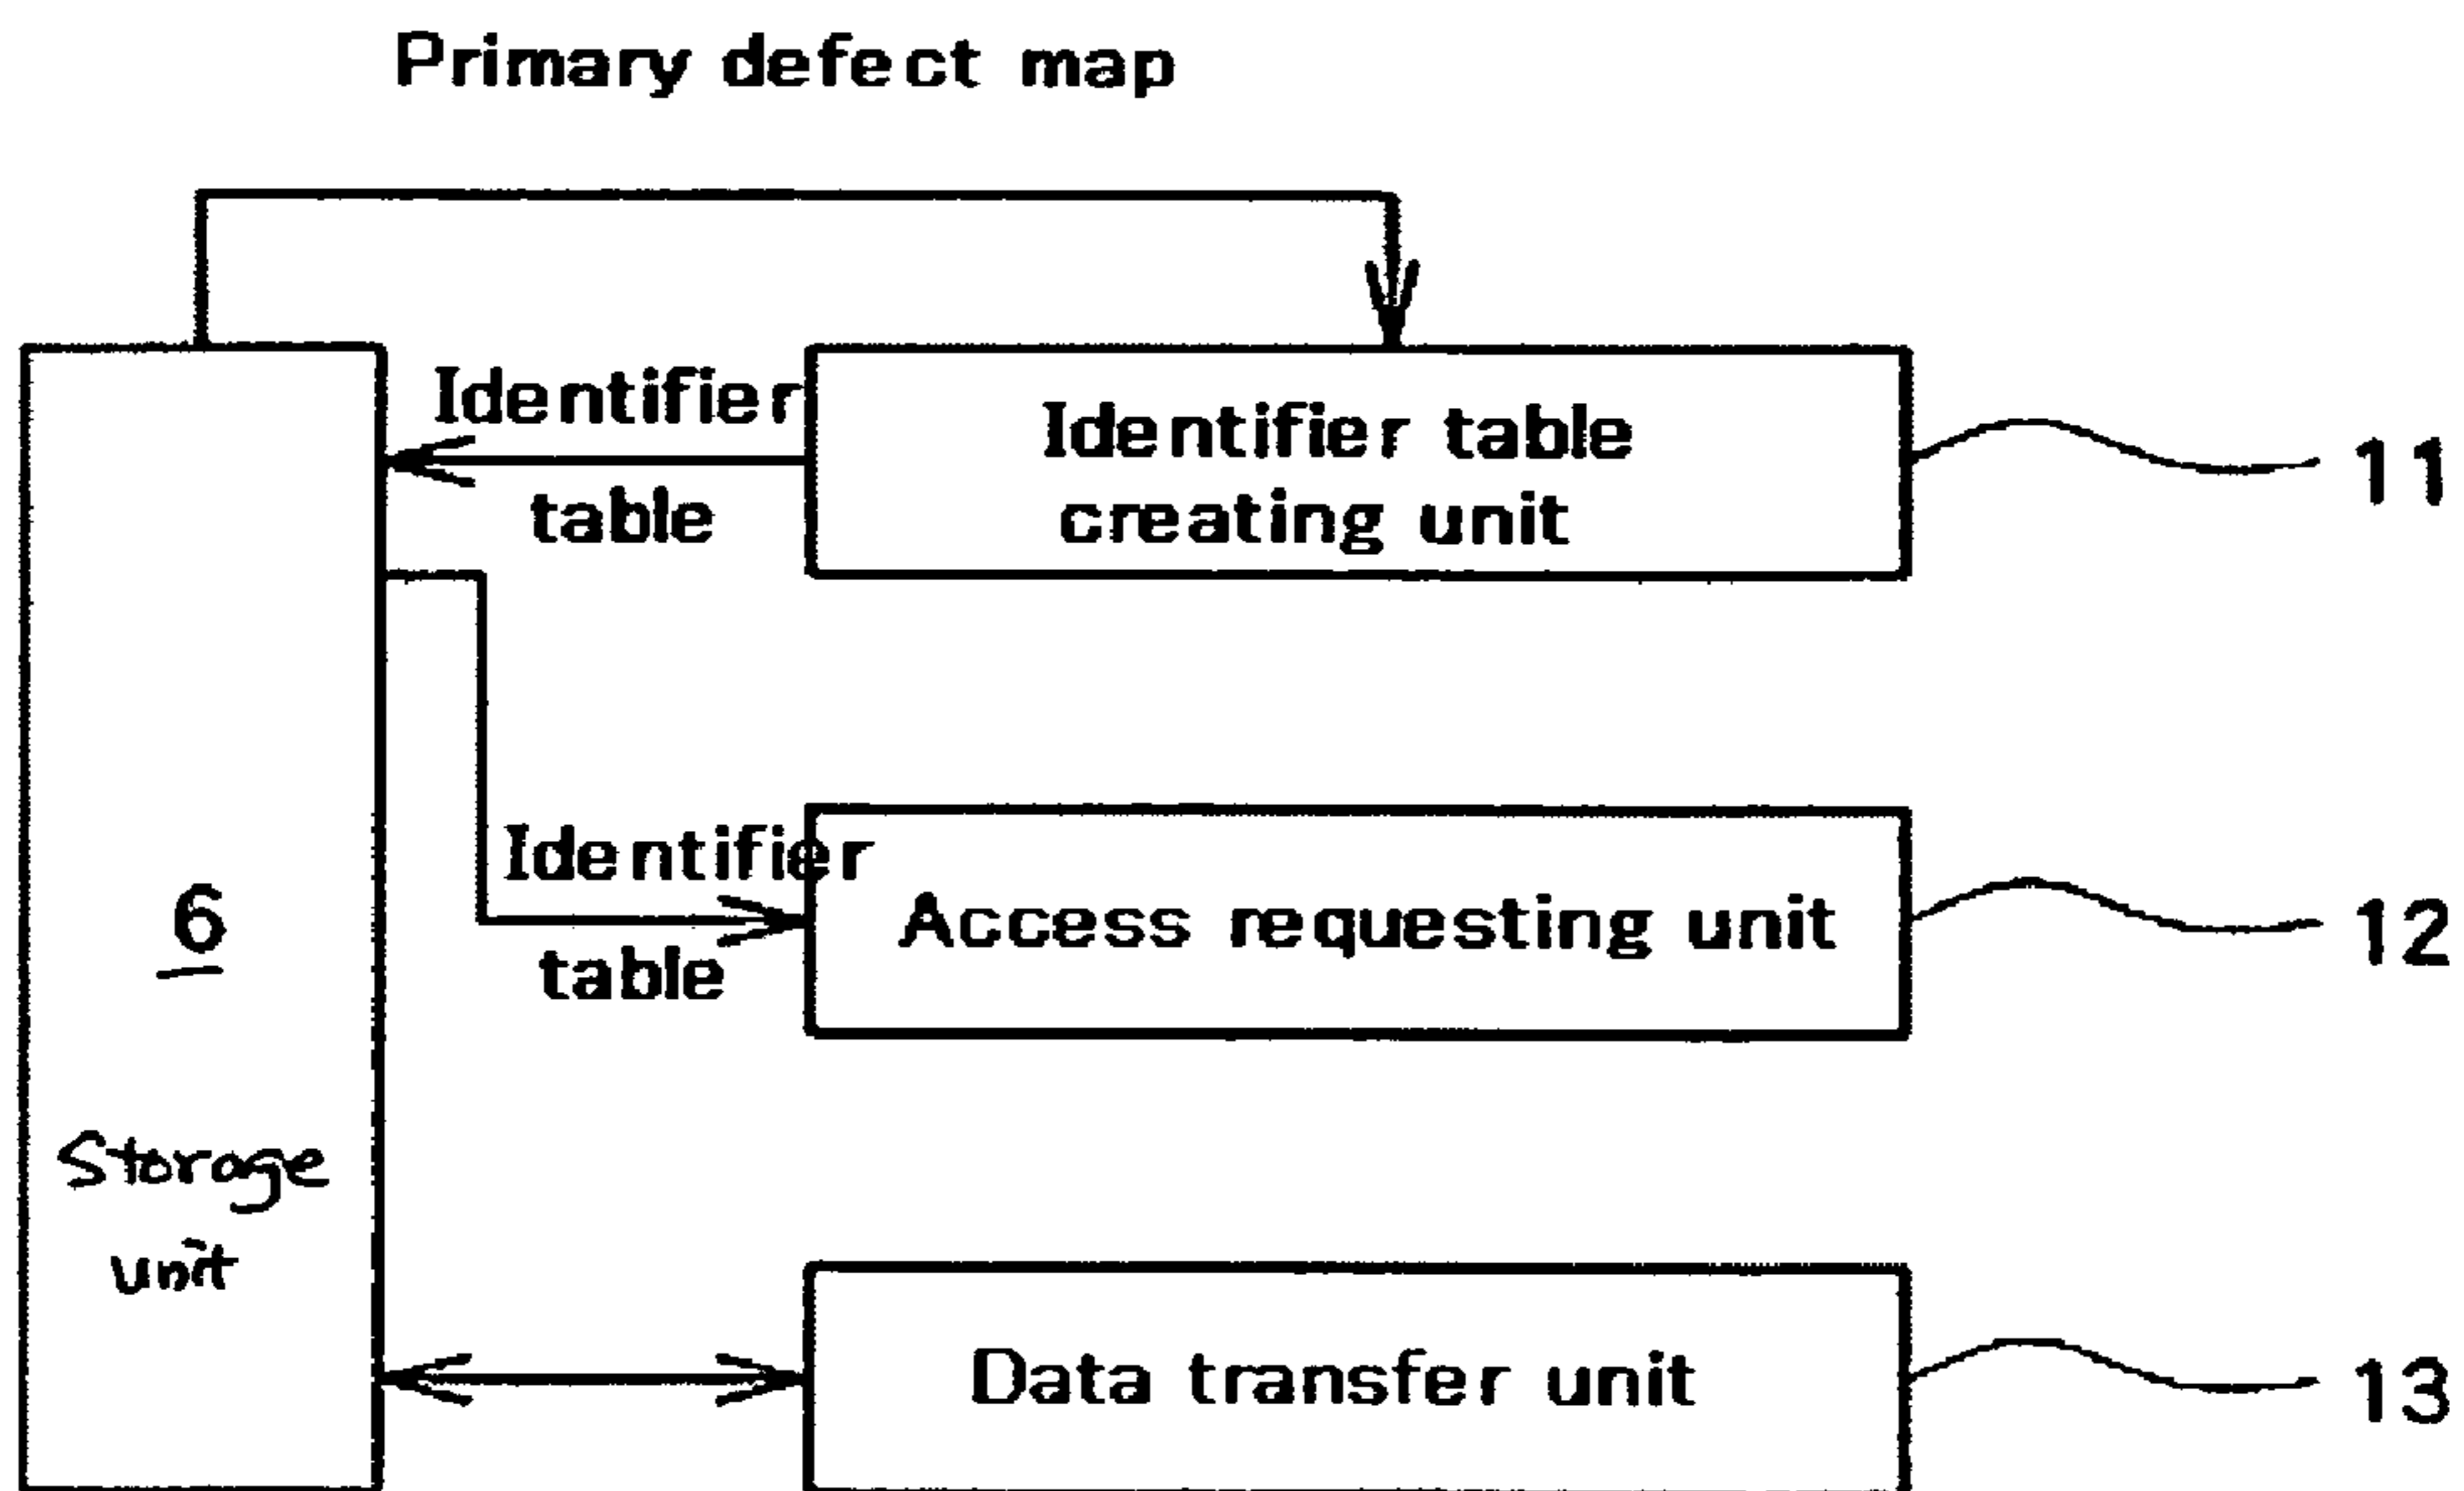 Primary defect map
Identifier
table
Identifier table
creating unit
11
Identifier
table
Access requesting unit
12
6
Storage
unit
Data transfer unit
13